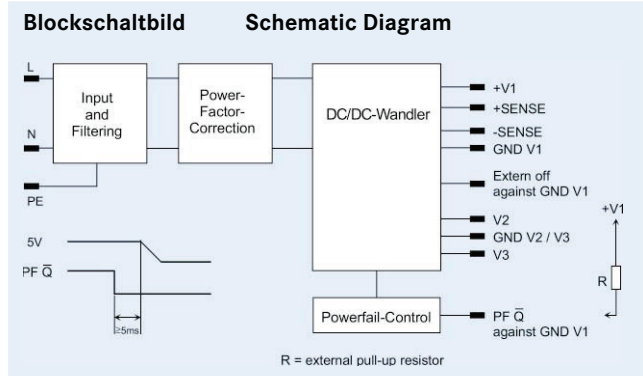 Blockschaltbild Schematic Diagram
L
N
PE
Input
and
Filtering
Power-
Factor-
Correction
DC/DC-Wandler
+V1
+SENSE
-SENSE
GND V1
Extern off
against GND V1
V2
GND V2 / V3
V3
+V1
R
5V
PF Q̅
≥5ms
Powerfail-Control
PF Q̅
against GND V1
R = external pull-up resistor